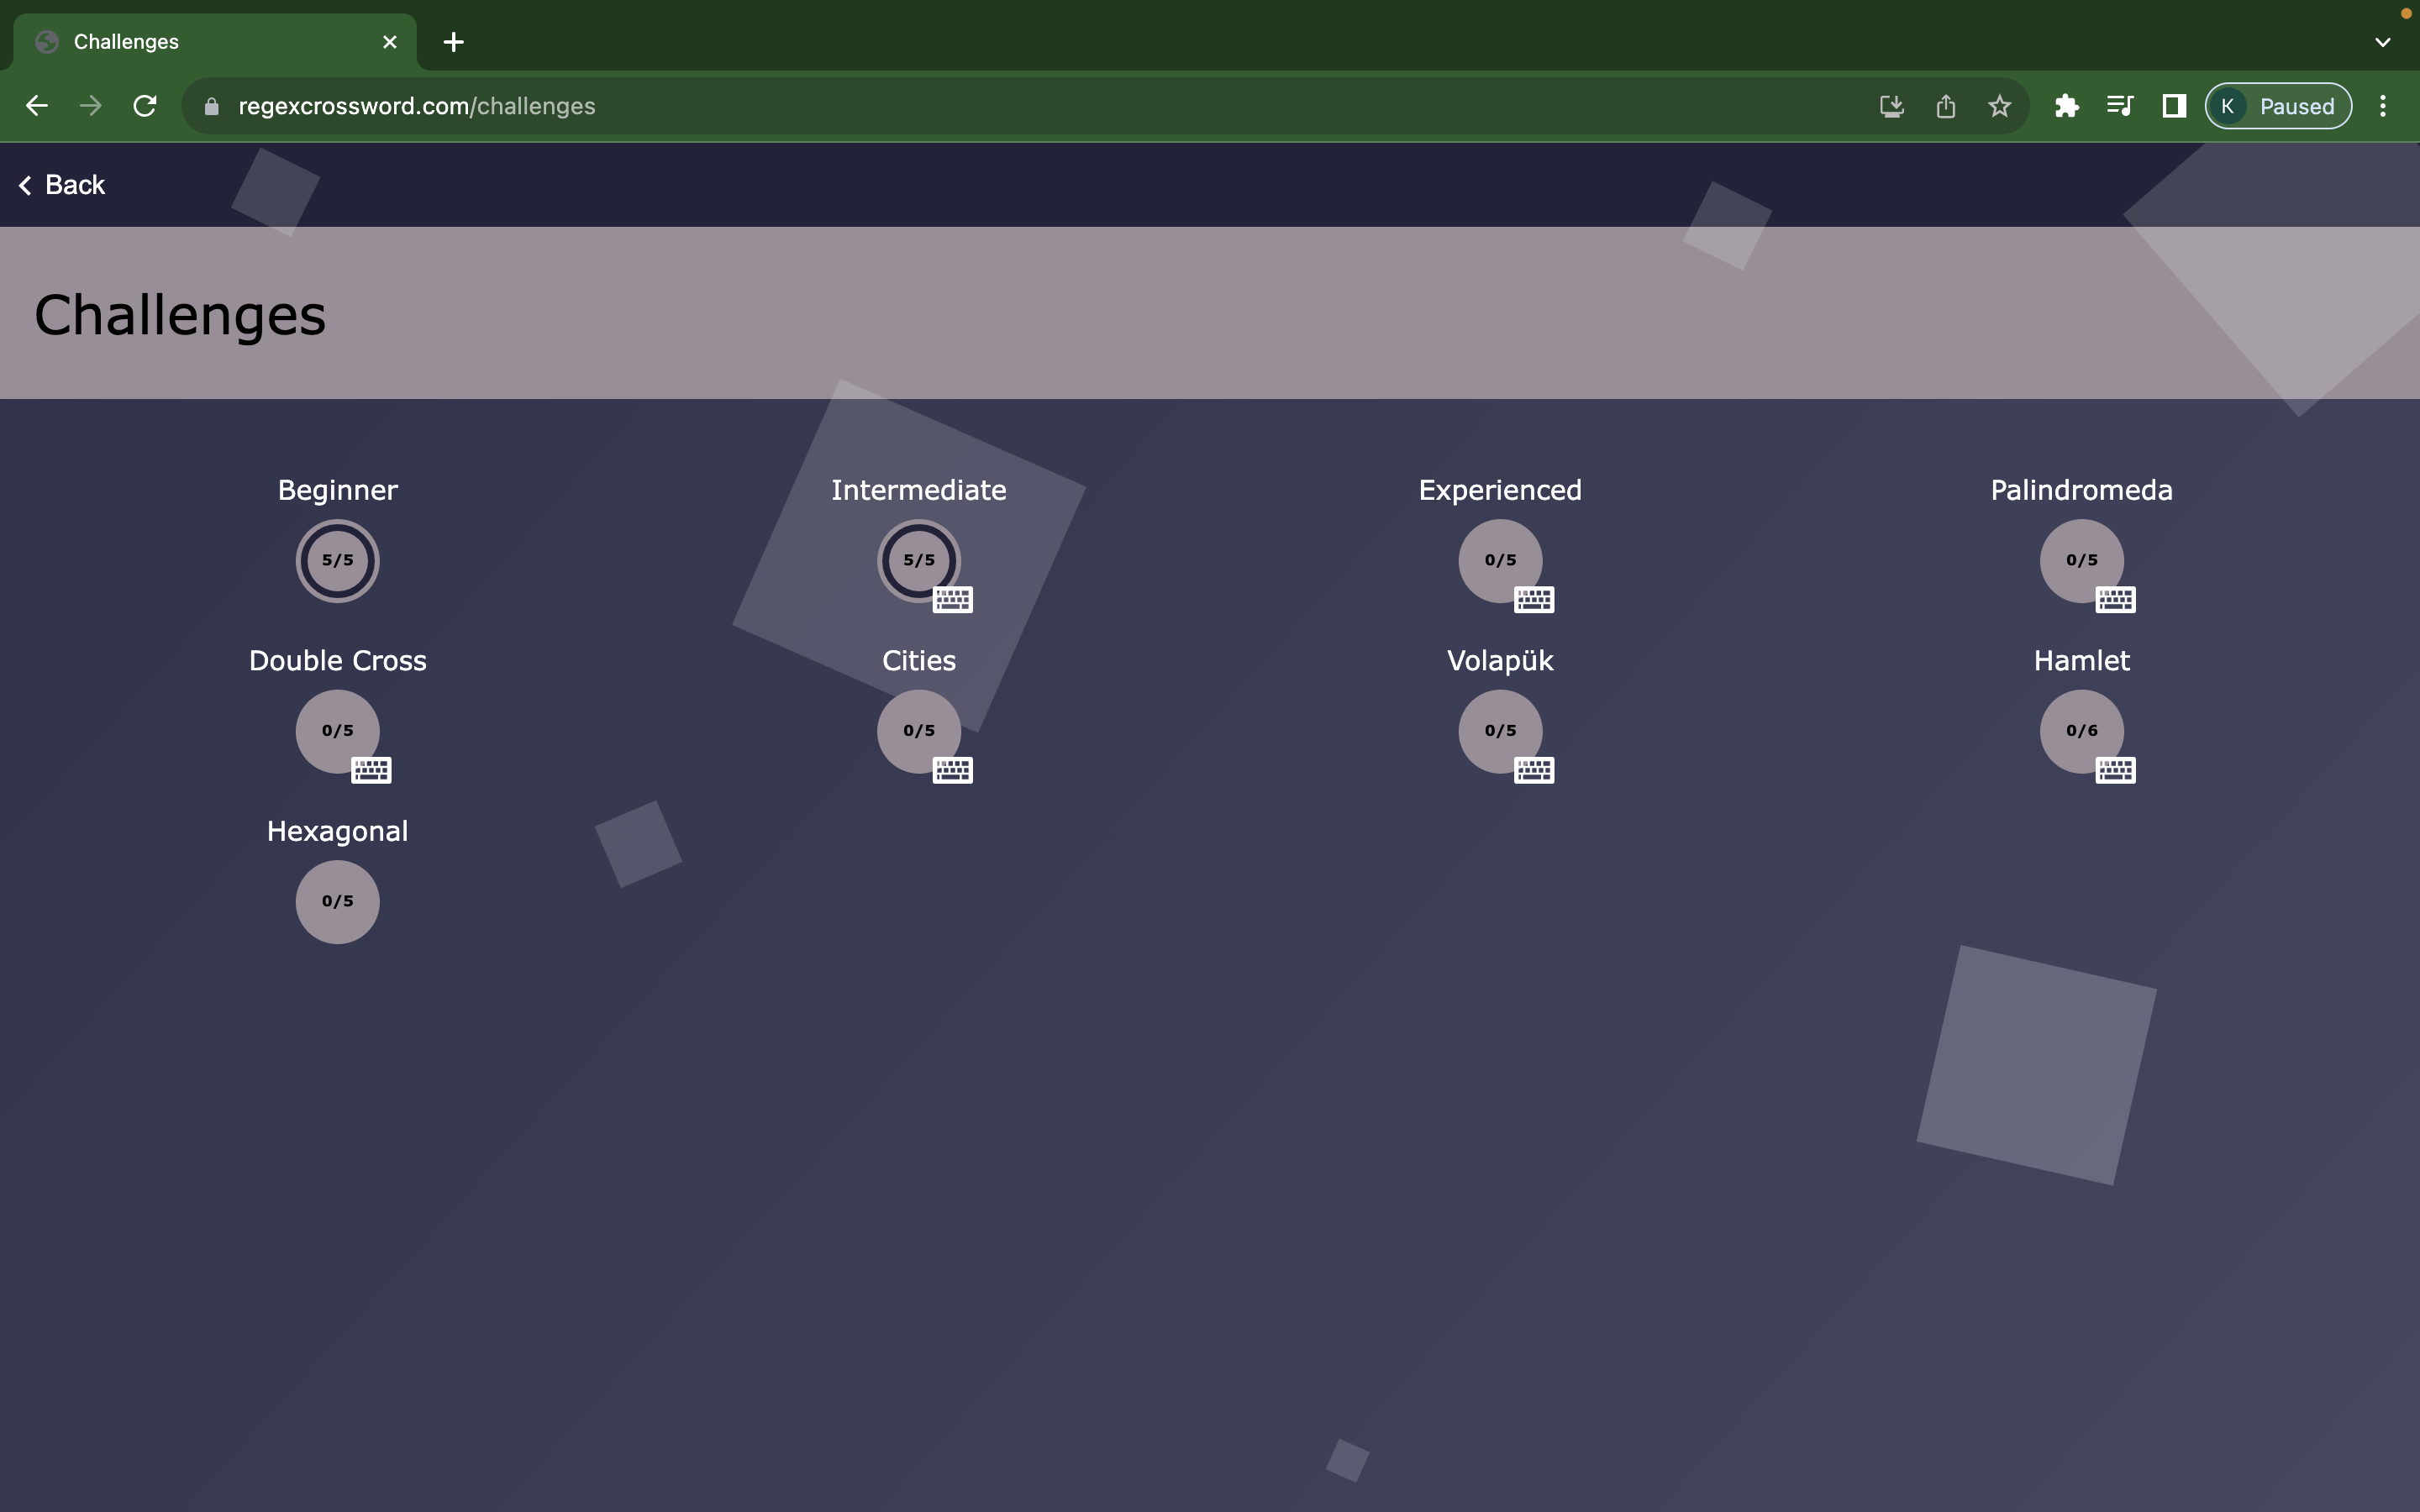 Challenges
regexcrossword.com/challenges
K Paused
Back
Challenges
Beginner Intermediate Experienced Palindromeda
5/5 5/5 0/5 0/5
Double Cross Cities Volapük Hamlet
0/5 0/5 0/5 0/6
Hexagonal
0/5